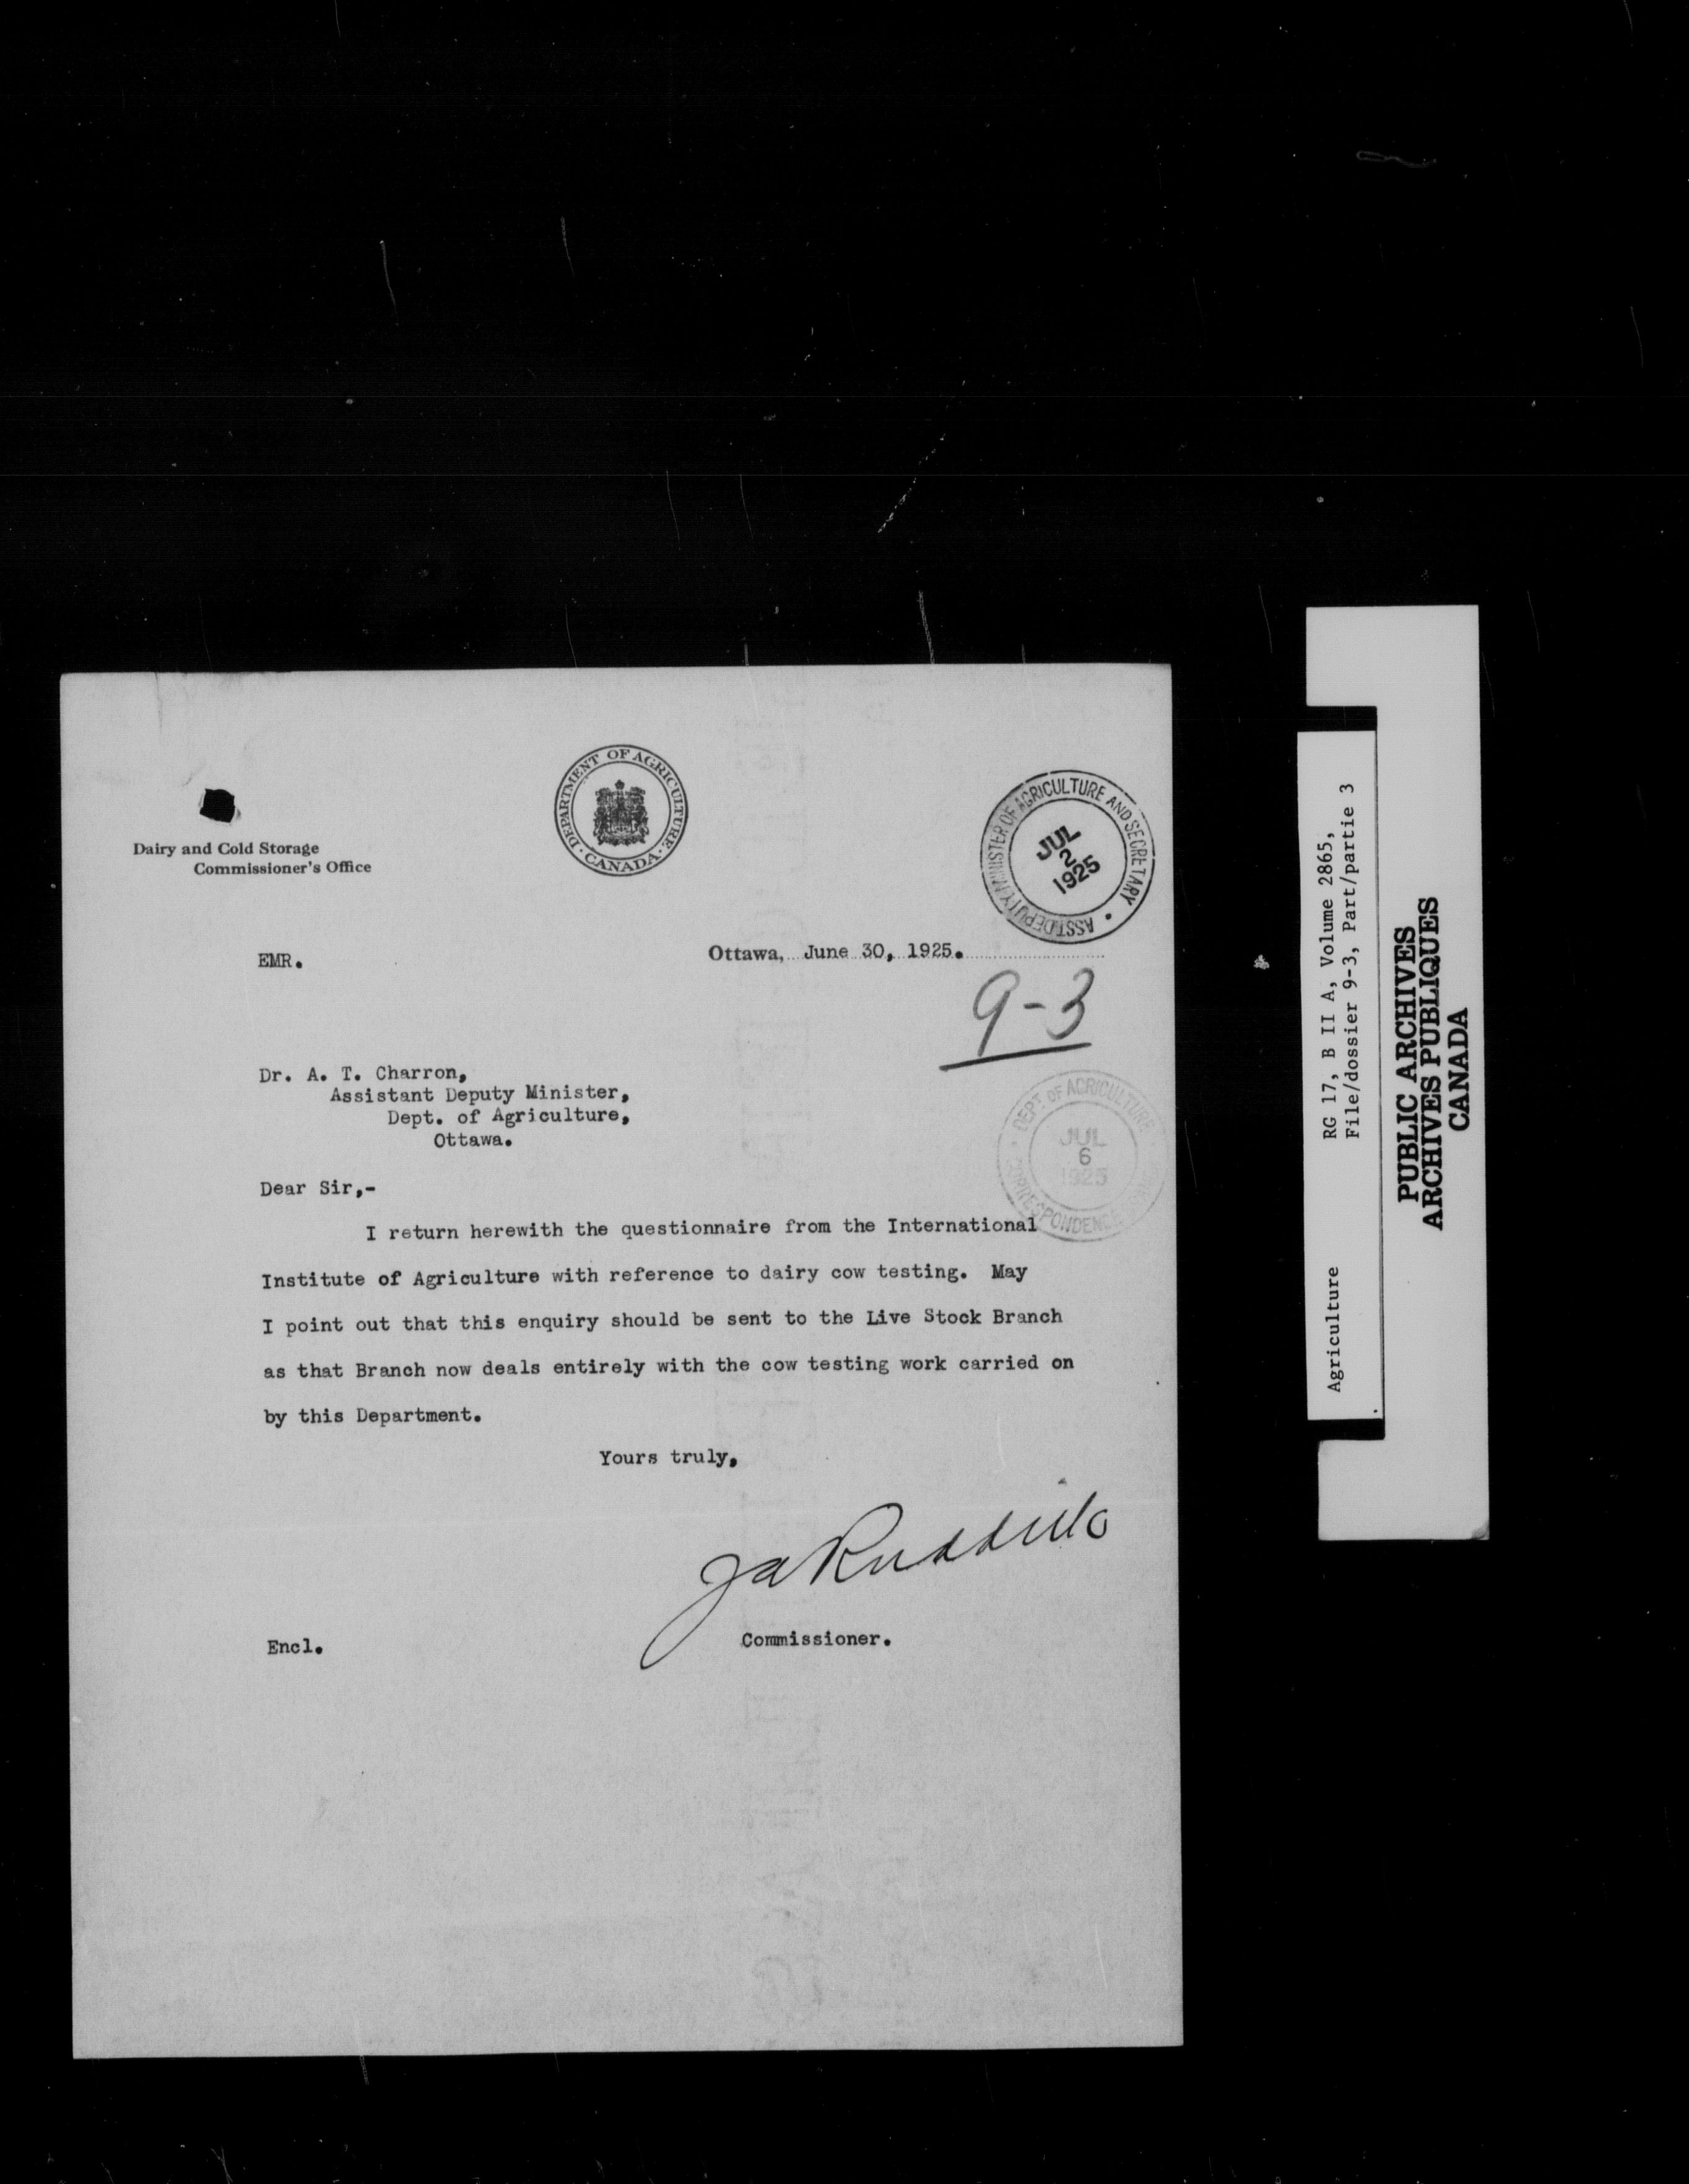 DEPARTMENT OF AGRICULTURE
CANADA
Dairy and Cold Storage
Commissioner's Office
ASST. DEPUTY MINISTER OF AGRICULTURE AND SECRETARY
JUL
2
1925
EMR.
Ottawa, June 30, 1925.
9-3
Dr. A. T. Charron,
Assistant Deputy Minister,
Dept. of Agriculture,
Ottawa.
DEPT OF AGRICULTURE
JUL
6
1925
CORRESPONDENCE
Dear Sir,-
I return herewith the questionnaire from the International
Institute of Agriculture with reference to dairy cow testing. May
I point out that this enquiry should be sent to the Live Stock Branch
as that Branch now deals entirely with the cow testing work carried on
by this Department.
Yours truly,
JaRuddick
Commissioner.
Encl.
Agriculture RG 17, B II A, Volume 2865,
File/dossier 9-3, Part/partie 3
PUBLIC ARCHIVES
ARCHIVES PUBLIQUES
CANADA